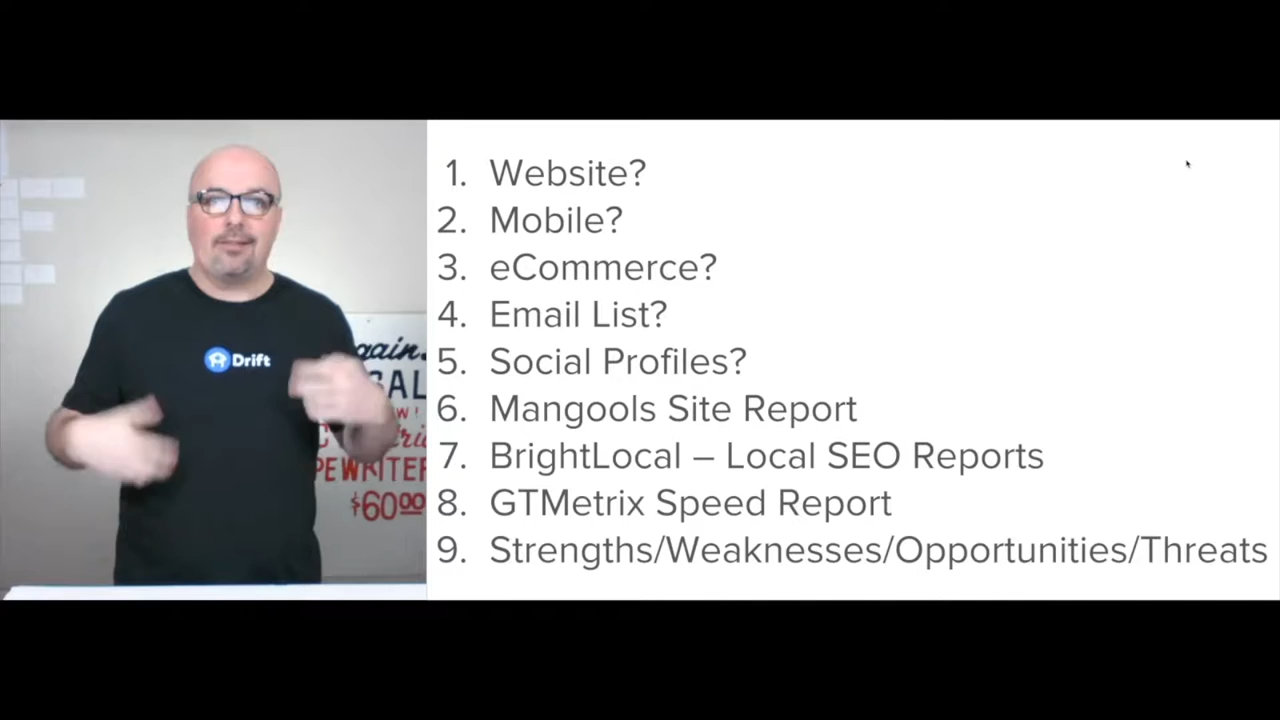 1. Website?
2. Mobile?
3. eCommerce?
4. Email List?
5. Social Profiles?
6. Mangools Site Report
7. BrightLocal – Local SEO Reports
8. GTMetrix Speed Report
9. Strengths/Weaknesses/Opportunities/Threats
Drift
$6000